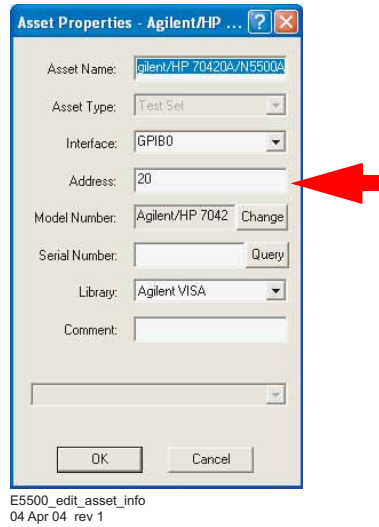 Asset Properties - Agilent/HP ...
Asset Name: gilent/HP 70420A/N5500A
Asset Type: Test Set
Interface: GPIB0
Address: 20
Model Number: Agilent/HP 7042 Change
Serial Number: Query
Library: Agilent VISA
Comment:
OK Cancel
E5500_edit_asset_info
04 Apr 04 rev 1